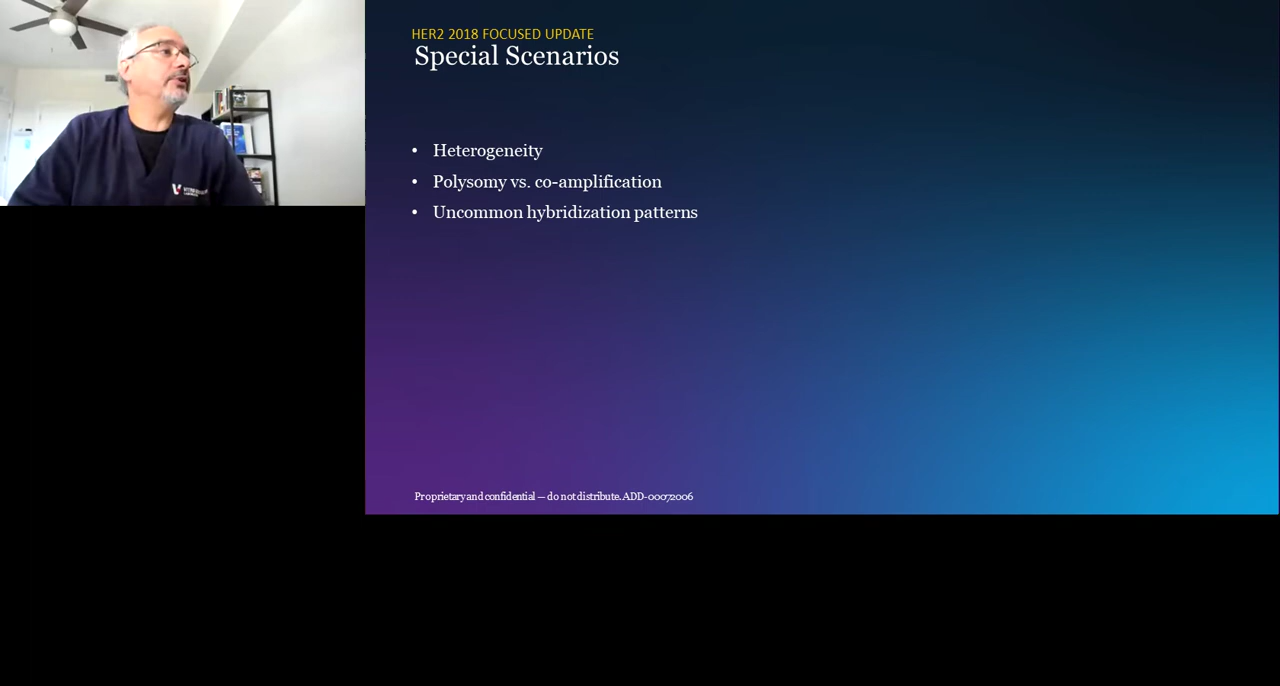 HER2 2018 FOCUSED UPDATE
Special Scenarios
• Heterogeneity
• Polysomy vs. co-amplification
• Uncommon hybridization patterns
Proprietary and confidential — do not distribute. ADD-00072006